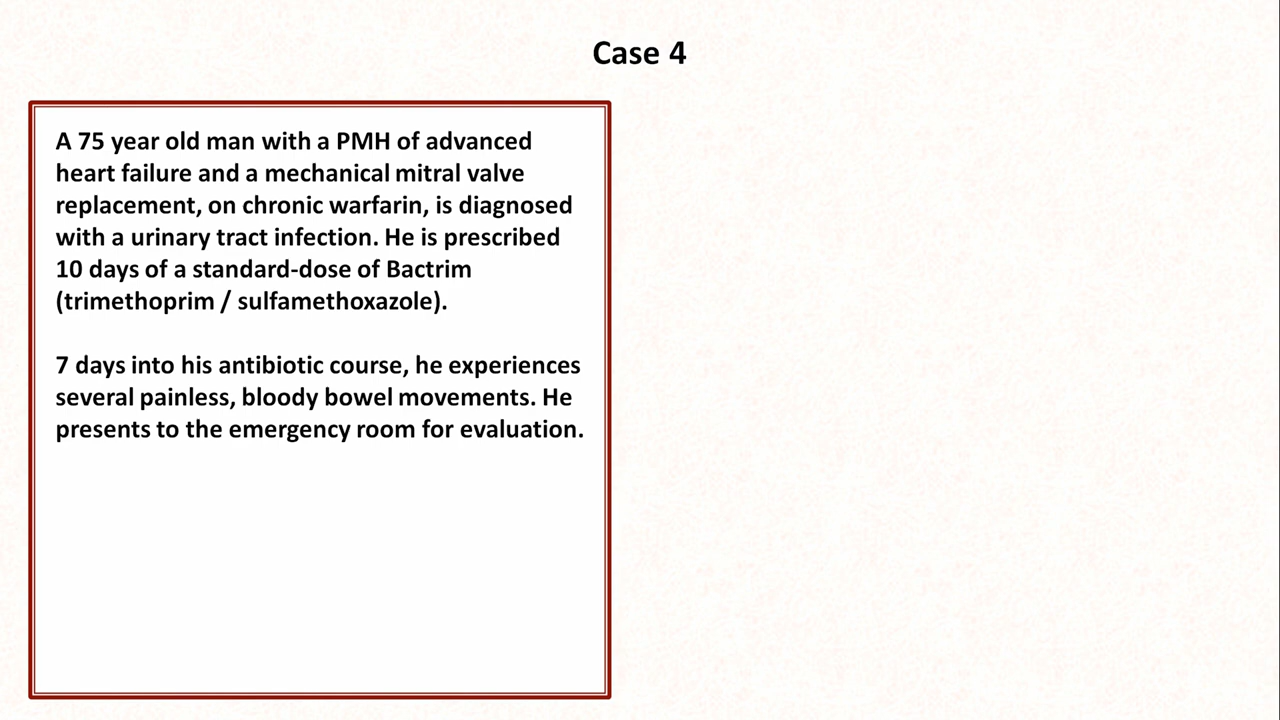 Case 4
A 75 year old man with a PMH of advanced
heart failure and a mechanical mitral valve
replacement, on chronic warfarin, is diagnosed
with a urinary tract infection. He is prescribed
10 days of a standard-dose of Bactrim
(trimethoprim / sulfamethoxazole).
7 days into his antibiotic course, he experiences
several painless, bloody bowel movements. He
presents to the emergency room for evaluation.